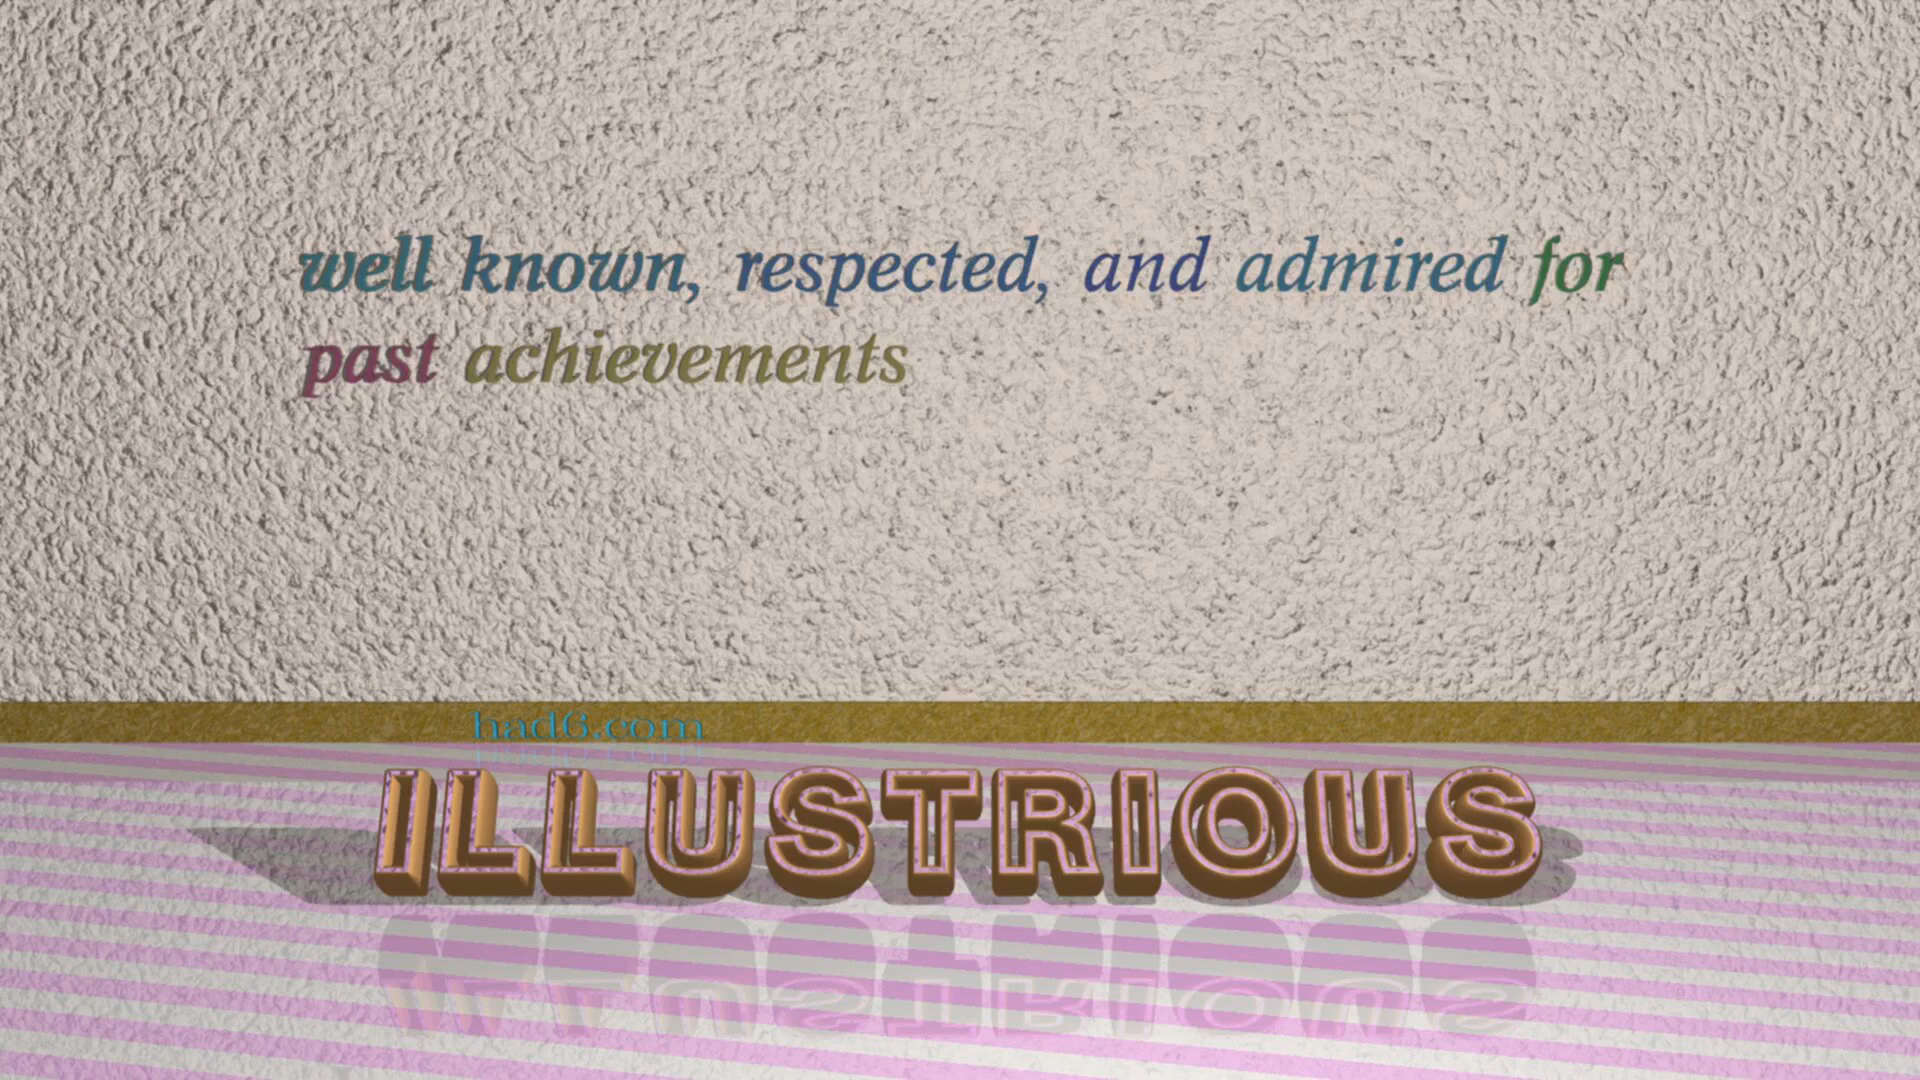 well known, respected, and admired for
past achievements
had6.com
ILLUSTRIOUS